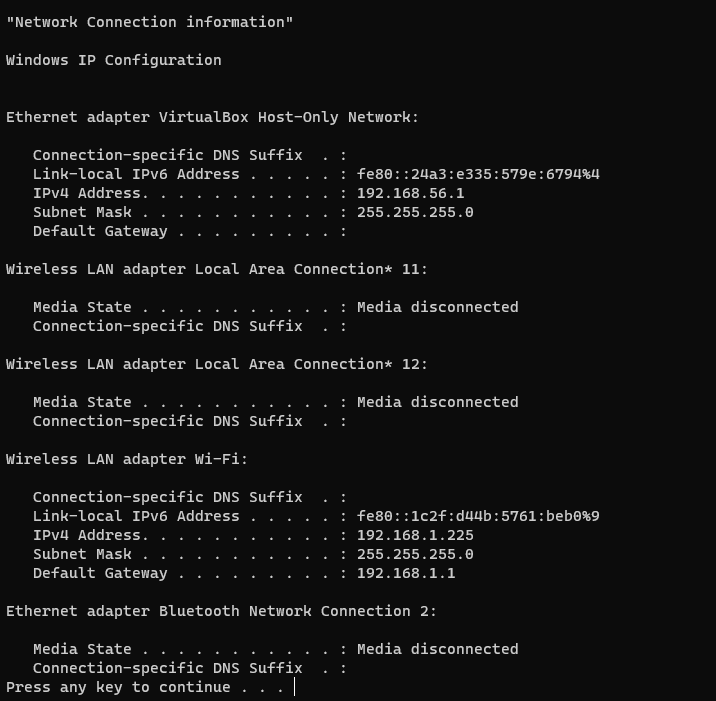 "Network Connection information"
Windows IP Configuration
Ethernet adapter VirtualBox Host-Only Network:
Connection-specific DNS Suffix  . :
Link-local IPv6 Address . . . . . : fe80::24a3:e335:579e:6794%4
IPv4 Address. . . . . . . . . . . : 192.168.56.1
Subnet Mask . . . . . . . . . . . : 255.255.255.0
Default Gateway . . . . . . . . . :
Wireless LAN adapter Local Area Connection* 11:
Media State . . . . . . . . . . . : Media disconnected
Connection-specific DNS Suffix  . :
Wireless LAN adapter Local Area Connection* 12:
Media State . . . . . . . . . . . : Media disconnected
Connection-specific DNS Suffix  . :
Wireless LAN adapter Wi-Fi:
Connection-specific DNS Suffix  . :
Link-local IPv6 Address . . . . . : fe80::1c2f:d44b:5761:beb0%9
IPv4 Address. . . . . . . . . . . : 192.168.1.225
Subnet Mask . . . . . . . . . . . : 255.255.255.0
Default Gateway . . . . . . . . . : 192.168.1.1
Ethernet adapter Bluetooth Network Connection 2:
Media State . . . . . . . . . . . : Media disconnected
Connection-specific DNS Suffix  . :
Press any key to continue . . .